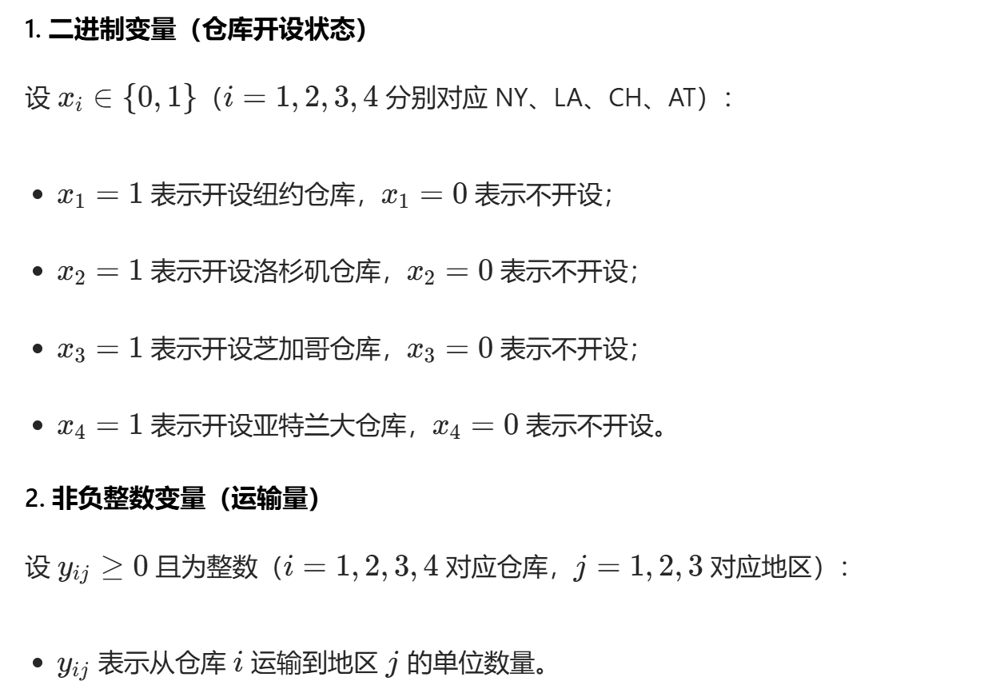 1. 二进制变量（仓库开设状态）
设 $x_i \in \{0, 1\}$（$i = 1, 2, 3, 4$ 分别对应 NY、LA、CH、AT）：
• $x_1 = 1$ 表示开设纽约仓库，$x_1 = 0$ 表示不开设；
• $x_2 = 1$ 表示开设洛杉矶仓库，$x_2 = 0$ 表示不开设；
• $x_3 = 1$ 表示开设芝加哥仓库，$x_3 = 0$ 表示不开设；
• $x_4 = 1$ 表示开设亚特兰大仓库，$x_4 = 0$ 表示不开设。
2. 非负整数变量（运输量）
设 $y_{ij} \geq 0$ 且为整数（$i = 1, 2, 3, 4$ 对应仓库，$j = 1, 2, 3$ 对应地区）：
• $y_{ij}$ 表示从仓库 $i$ 运输到地区 $j$ 的单位数量。